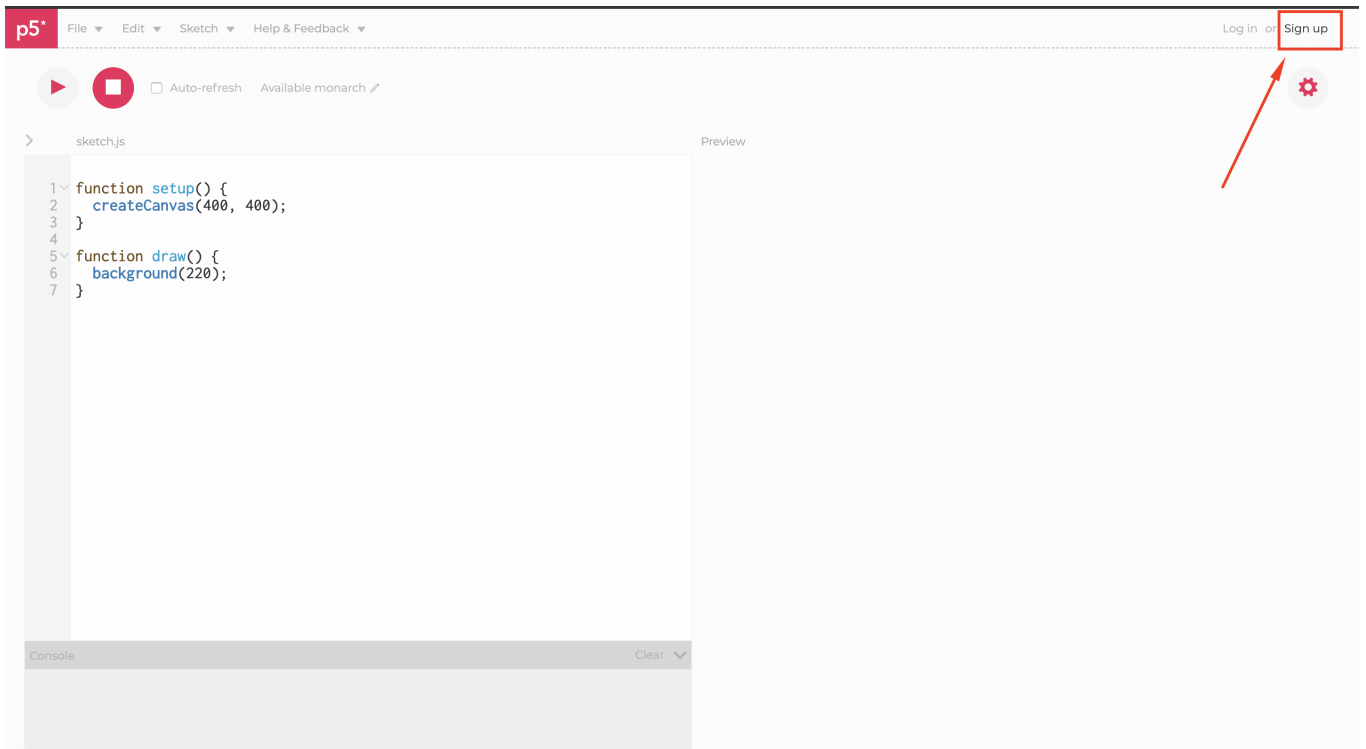 p5* File Edit Sketch Help & Feedback Log in or Sign up
Auto-refresh Available monarch
sketch.js Preview
1 function setup() {
2 createCanvas(400, 400);
3 }
4
5 function draw() {
6 background(220);
7 }
Console Clear